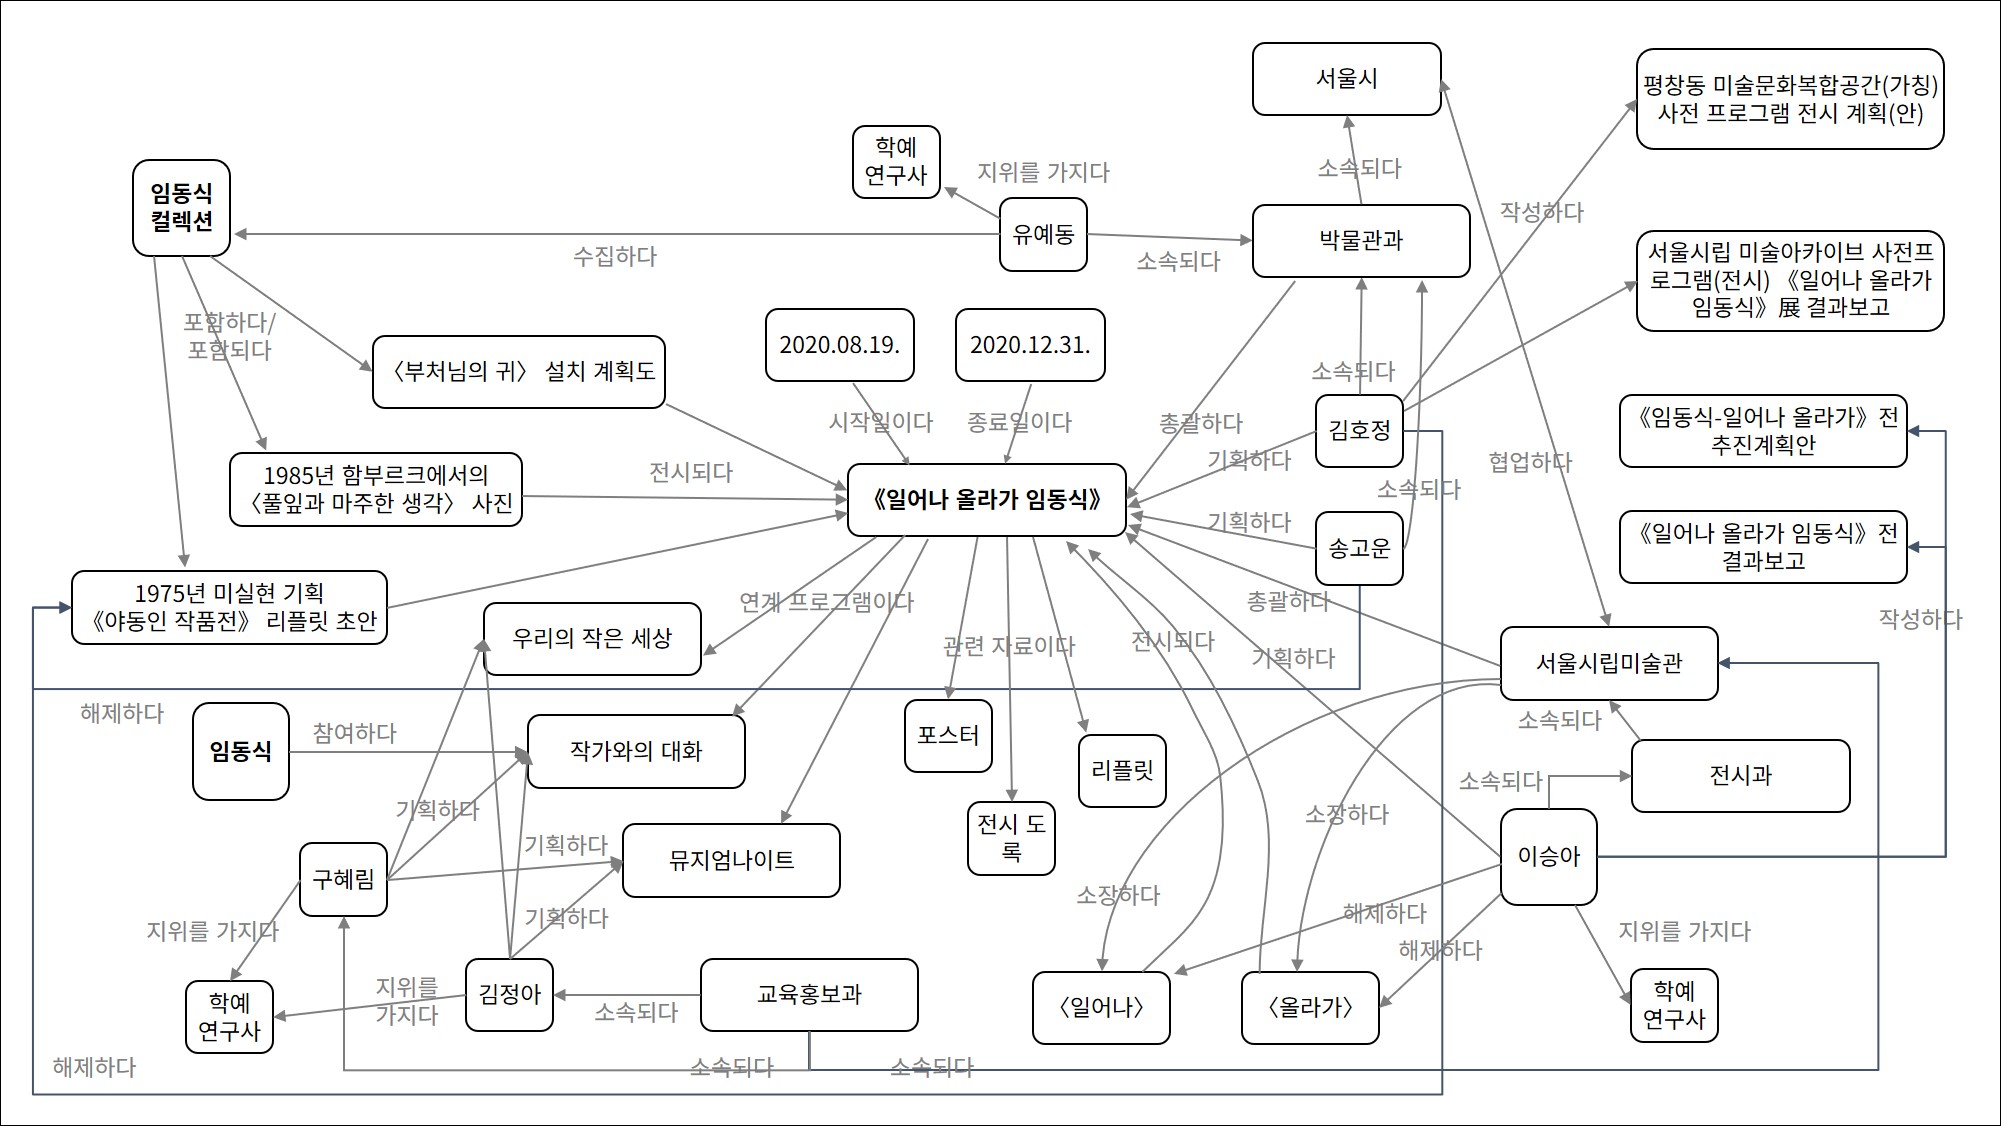 서울시
평창동 미술문화복합공간(가칭)
사전 프로그램 전시 계획(안)
학예
연구사
지위를 가지다
소속되다
임동식
컬렉션
유예동
박물관과
작성하다
수집하다
소속되다
서울시립 미술아카이브 사전프
로그램(전시) 《일어나 올라가
임동식》展 결과보고
포함하다/
포함되다
2020.08.19.
2020.12.31.
〈부처님의 귀〉 설치 계획도
소속되다
시작일이다
종료일이다
총괄하다
김호정
《임동식-일어나 올라가》전
추진계획안
기획하다
협업하다
1985년 함부르크에서의
〈풀잎과 마주한 생각〉 사진
전시되다
《일어나 올라가 임동식》
소속되다
기획하다
송고운
《일어나 올라가 임동식》전
결과보고
1975년 미실현 기획
《야동인 작품전》 리플릿 초안
연계 프로그램이다
총괄하다
작성하다
우리의 작은 세상
관련 자료이다
전시되다
기획하다
서울시립미술관
해제하다
임동식
참여하다
작가와의 대화
포스터
리플릿
소속되다
전시과
소속되다
기획하다
기획하다
뮤지엄나이트
전시 도
록
소장하다
이승아
구혜림
소장하다
해제하다
지위를 가지다
기획하다
해제하다
지위를 가지다
학예
연구사
지위를
가지다
김정아
소속되다
교육홍보과
〈일어나〉
〈올라가〉
학예
연구사
해제하다
소속되다
소속되다